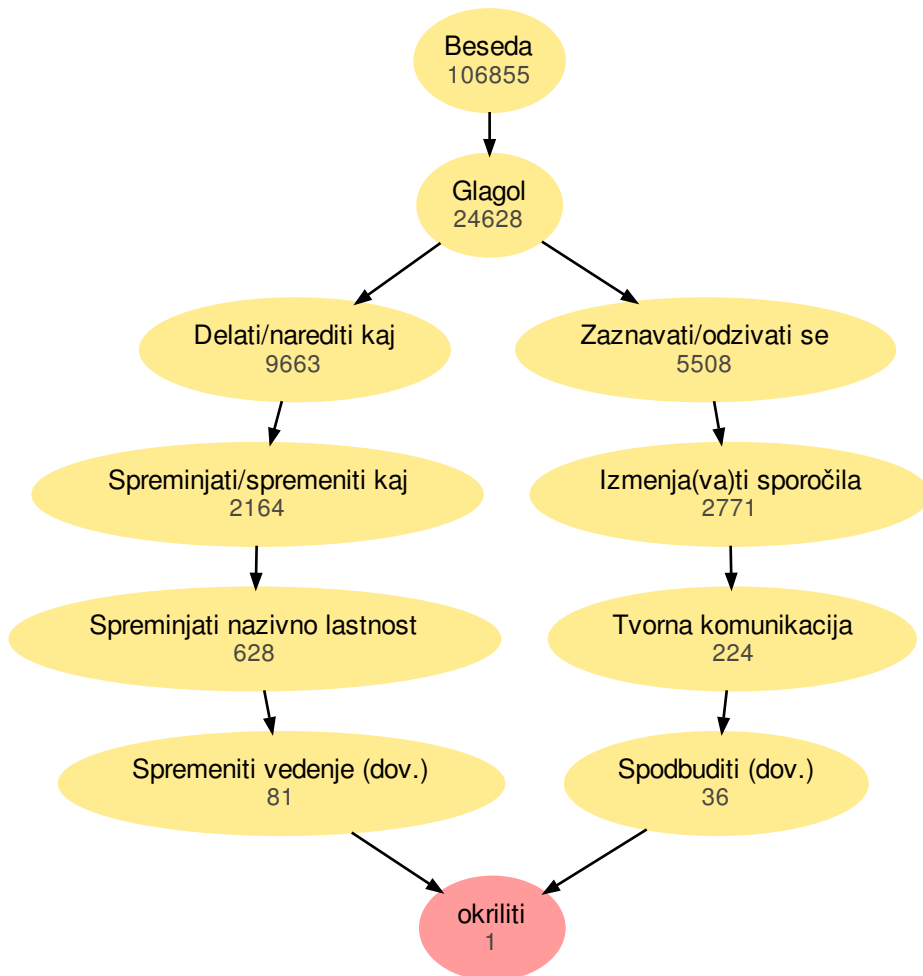 Beseda
106855
Glagol
24628
Delati/narediti kaj
9663
Zaznavati/odzivati se
5508
Spreminjati/spremeniti kaj
2164
Izmenja(va)ti sporočila
2771
Spreminjati nazivno lastnost
628
Tvorna komunikacija
224
Spremeniti vedenje (dov.)
81
Spodbuditi (dov.)
36
okriliti
1